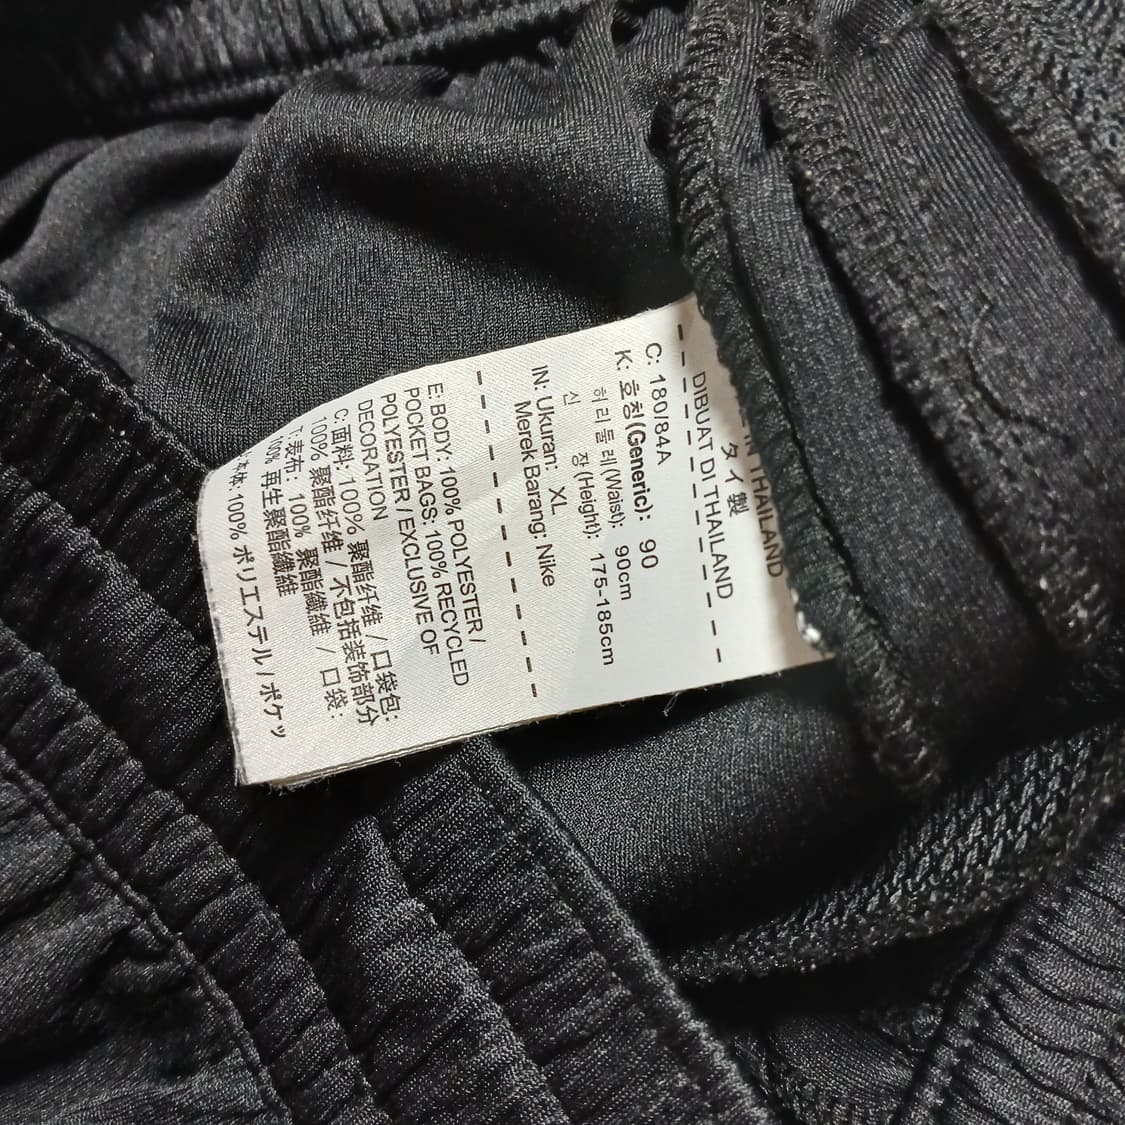 IN THAILAND
タイ製
DIBUAT DI THAILAND
C: 180/84A
K: 호칭(Generic): 90
허리둘레(Waist): 90cm
신 장(Height): 175-185cm
IN: Ukuran: XL
Merek Barang: Nike
E: BODY: 100% POLYESTER /
POCKET BAGS: 100% RECYCLED
POLYESTER / EXCLUSIVE OF
DECORATION
C: 面料: 100% 聚酯纤维 / 口袋包:
100% 聚酯纤维 / 不包括装饰部分
T: 表布: 100% 聚酯纖維 / 口袋:
100% 再生聚酯纖維
本体: 100% ポリエステル / ポケッ